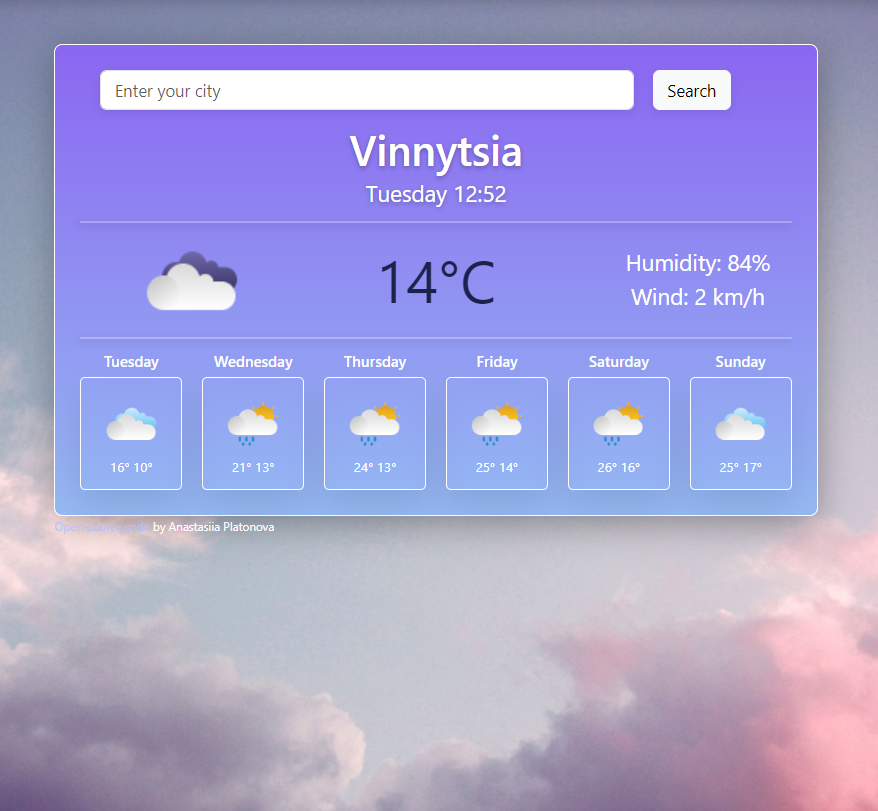 Enter your city
Search
Vinnytsia
Tuesday 12:52
14°C
Humidity: 84%
Wind: 2 km/h
Tuesday Wednesday Thursday Friday Saturday Sunday
16° 10° 21° 13° 24° 13° 25° 14° 26° 16° 25° 17°
Open-source code by Anastasiia Platonova